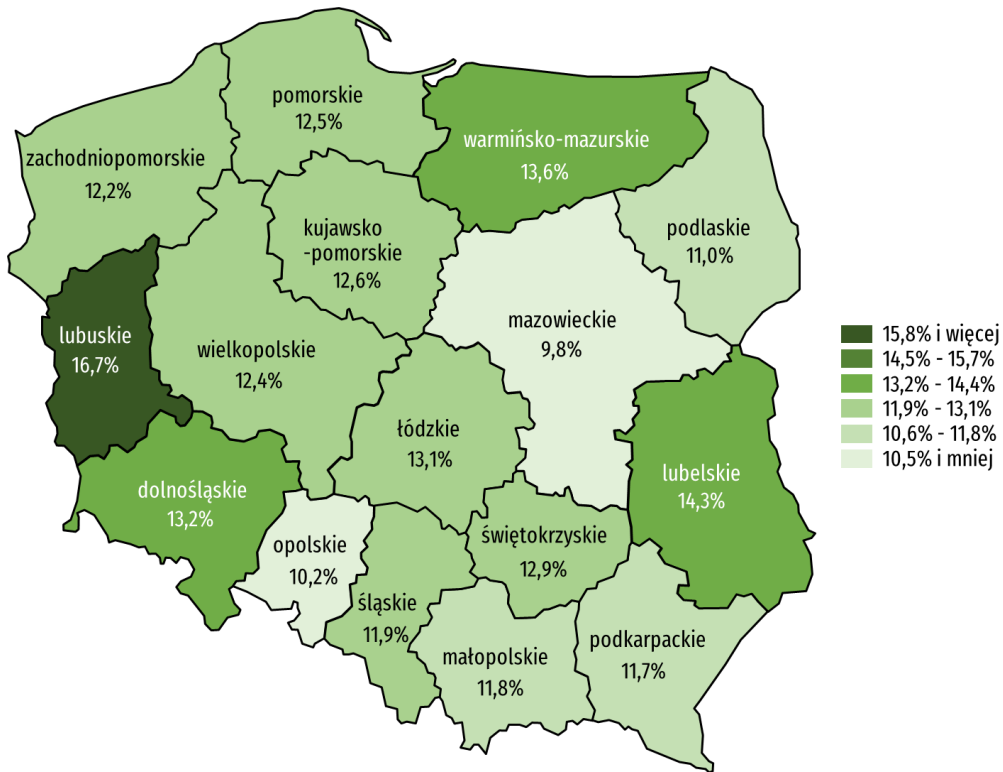 pomorskie
12,5%
warmińsko-mazurskie
13,6%
zachodniopomorskie
12,2%
kujawsko
-pomorskie
12,6%
podlaskie
11,0%
lubuskie
16,7%
wielkopolskie
12,4%
mazowieckie
9,8%
łódzkie
13,1%
lubelskie
14,3%
dolnośląskie
13,2%
opolskie
10,2%
świętokrzyskie
12,9%
śląskie
11,9%
małopolskie
11,8%
podkarpackie
11,7%
15,8% i więcej
14,5% - 15,7%
13,2% - 14,4%
11,9% - 13,1%
10,6% - 11,8%
10,5% i mniej